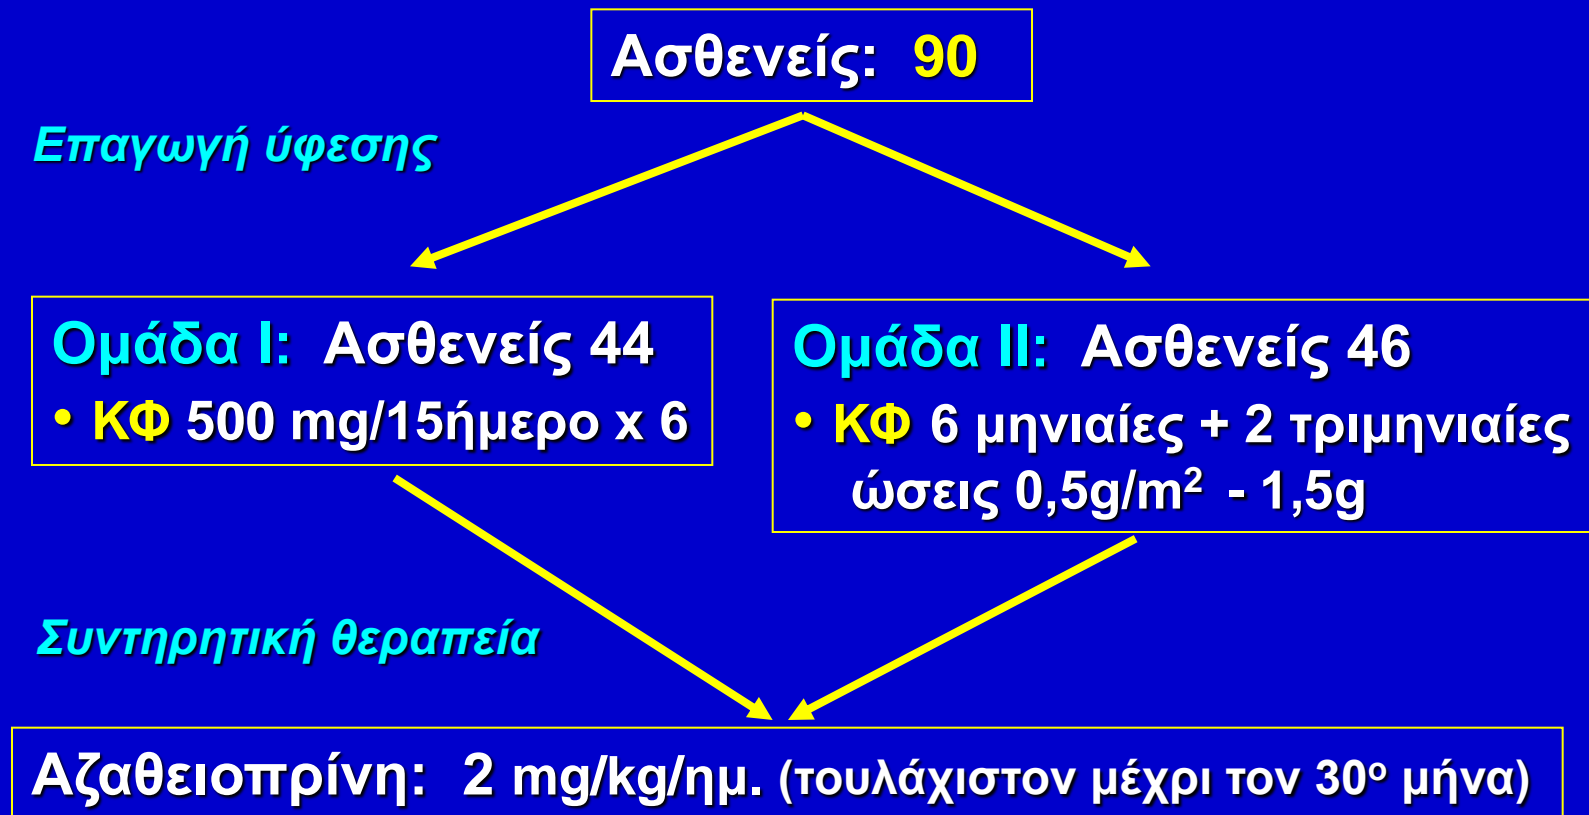 Ασθενείς: 90
Επαγωγή ύφεσης
Ομάδα Ι: Ασθενείς 44
• ΚΦ 500 mg/15ήμερο x 6
Ομάδα ΙΙ: Ασθενείς 46
• ΚΦ 6 μηνιαίες + 2 τριμηνιαίες
ώσεις 0,5g/m² - 1,5g
Συντηρητική θεραπεία
Αζαθειοπρίνη: 2 mg/kg/ημ. (τουλάχιστον μέχρι τον 30ο μήνα)